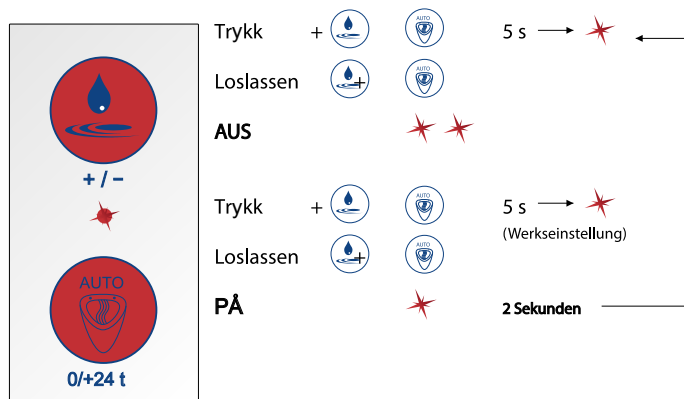 + / −
AUTO
0/+24 t
Trykk + AUTO 5 s
Loslassen + AUTO
AUS
Trykk + AUTO 5 s
(Werkseinstellung)
Loslassen + AUTO
PÅ 2 Sekunden